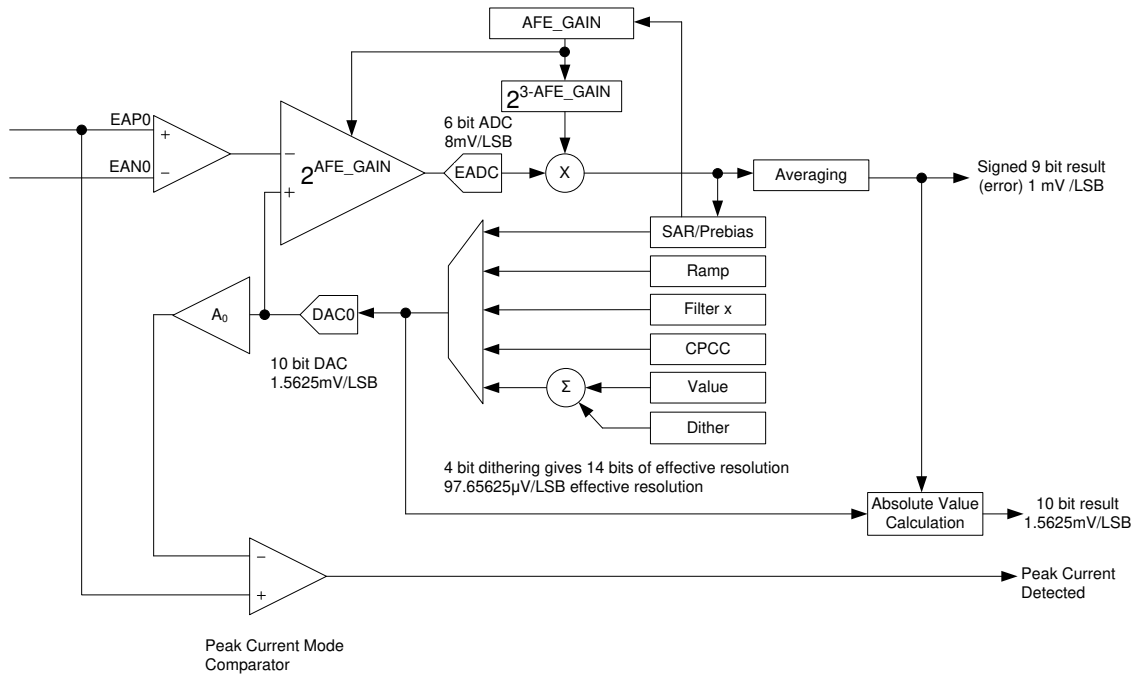 AFE_GAIN
2^3-AFE_GAIN
6 bit ADC
8mV/LSB
EAP0
+
EAN0
−
−
2^AFE_GAIN
+
EADC
X
Averaging
Signed 9 bit result
(error) 1 mV /LSB
SAR/Prebias
Ramp
Filter x
CPCC
Value
Dither
Σ
A₀
DAC0
10 bit DAC
1.5625mV/LSB
4 bit dithering gives 14 bits of effective resolution
97.65625µV/LSB effective resolution
Absolute Value
Calculation
10 bit result
1.5625mV/LSB
−
+
Peak Current
Detected
Peak Current Mode
Comparator